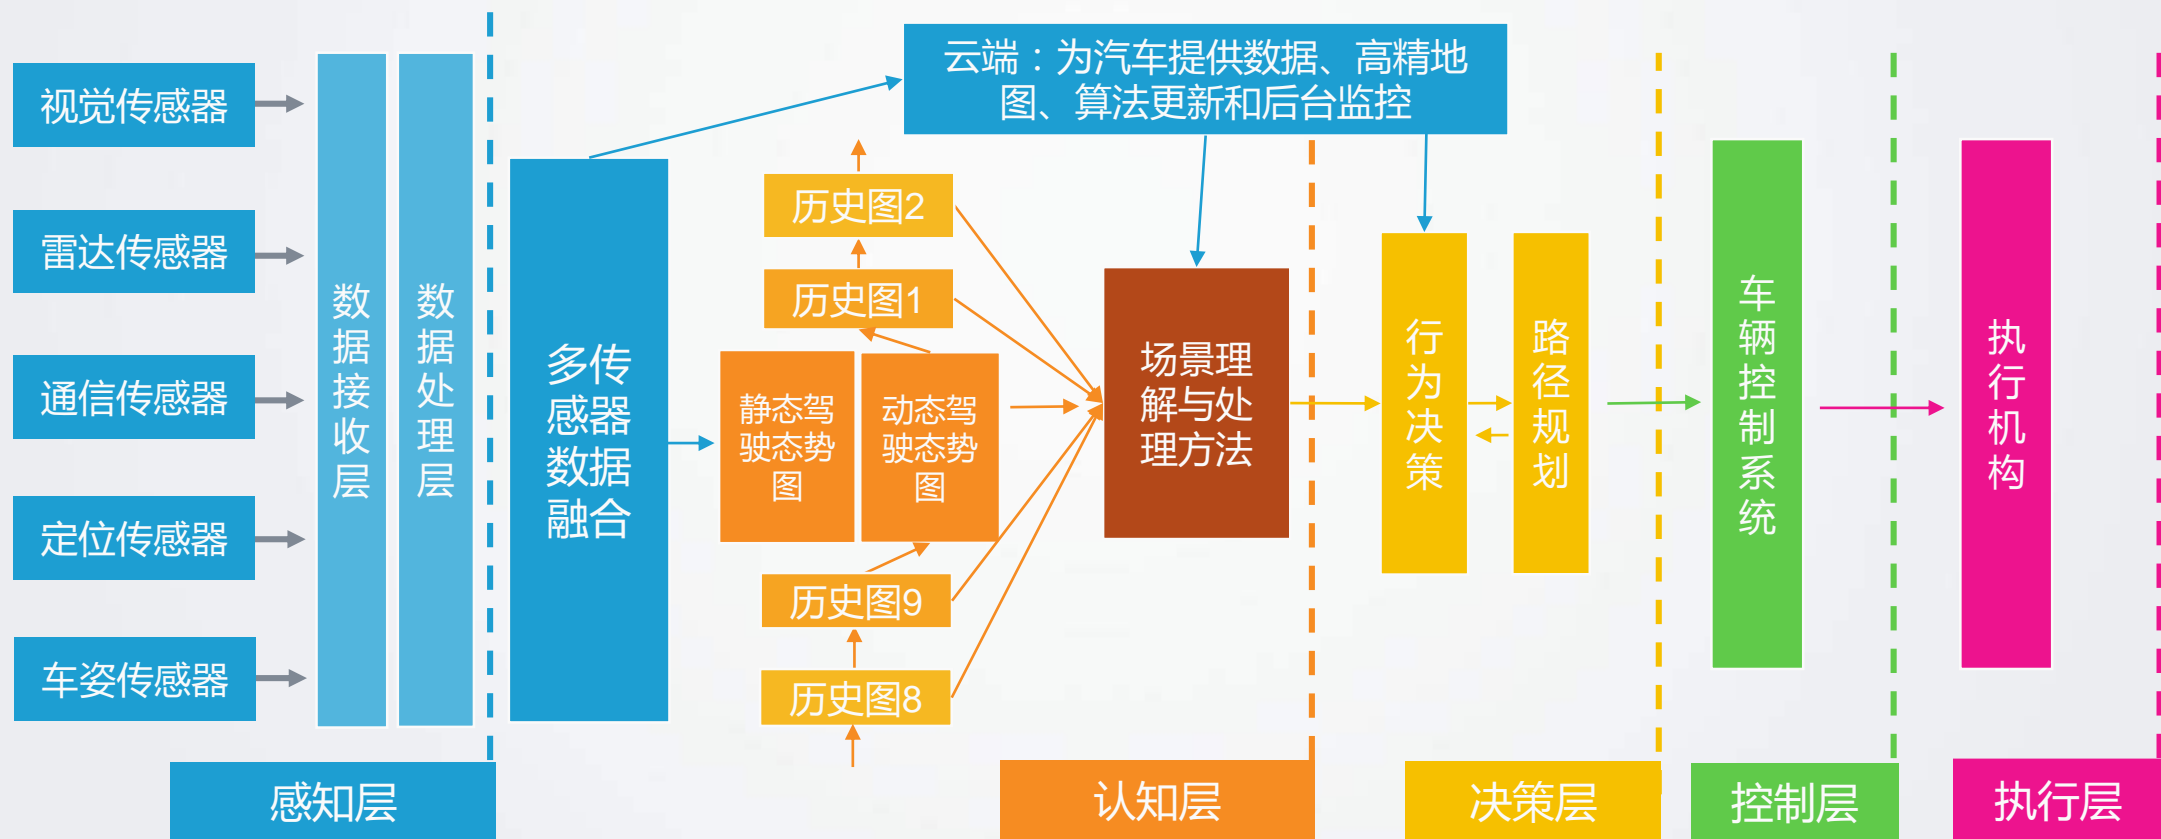 视觉传感器
雷达传感器
通信传感器
定位传感器
车姿传感器
数据接收层
数据处理层
多传
感器
数据
融合
云端：为汽车提供数据、高精地
图、算法更新和后台监控
历史图2
历史图1
静态驾
驶态势
图
动态驾
驶态势
图
历史图9
历史图8
场景理
解与处
理方法
行为决策
路径规划
车辆控制系统
执行机构
感知层
认知层
决策层
控制层
执行层